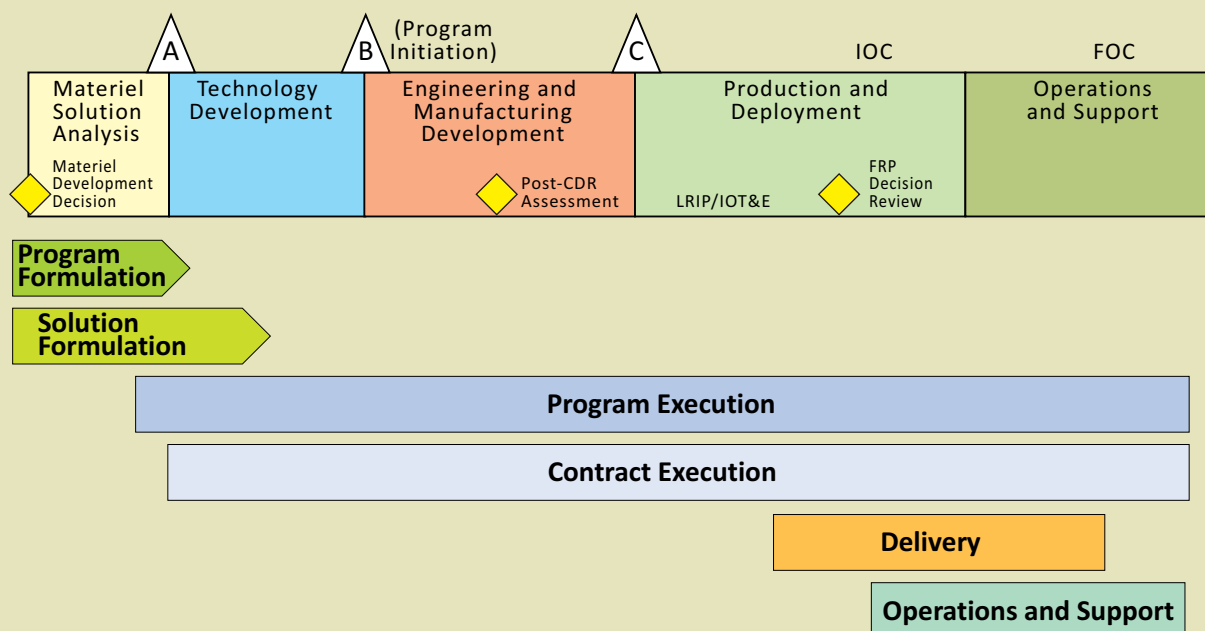 A
B
(Program
Initiation)
C
IOC
FOC
Materiel
Solution
Analysis
Technology
Development
Engineering and
Manufacturing
Development
Production and
Deployment
Operations
and Support
Materiel
Development
Decision
Post-CDR
Assessment
LRIP/IOT&E
FRP
Decision
Review
Program
Formulation
Solution
Formulation
Program Execution
Contract Execution
Delivery
Operations and Support